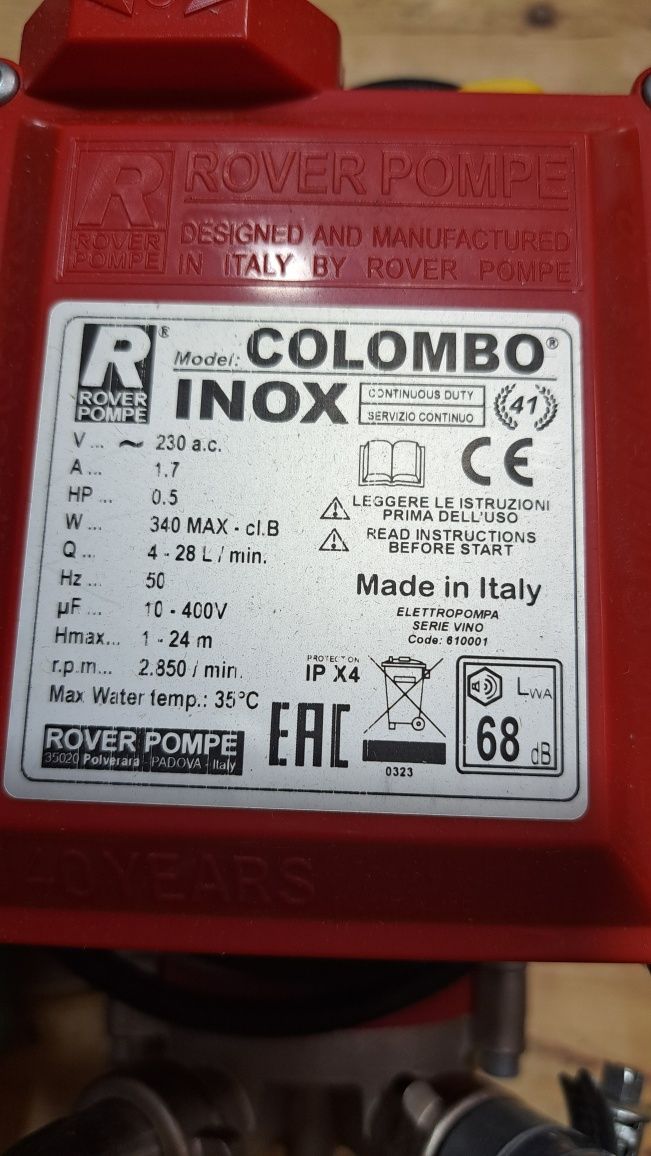 R ROVER POMPE
ROVER POMPE
DESIGNED AND MANUFACTURED
IN ITALY BY ROVER POMPE
R®
ROVER
POMPE
Model: COLOMBO®
INOX
CONTINUOUS DUTY
SERVIZIO CONTINUO
41
V ... ~ 230 a.c.
A ... 1.7
HP ... 0.5
W ... 340 MAX - cl.B
Q ... 4 - 28 L / min.
Hz ... 50
µF ... 10 - 400V
Hmax... 1 - 24 m
r.p.m... 2.850 / min.
Max Water temp.: 35°C
CE
LEGGERE LE ISTRUZIONI
PRIMA DELL'USO
READ INSTRUCTIONS
BEFORE START
Made in Italy
ELETTROPOMPA
SERIE VINO
Code: 610001
PROTECTION
IP X4
0323
LWA
68 dB
EAC
ROVER POMPE
35020 Polverara - PADOVA - Italy
40 YEARS